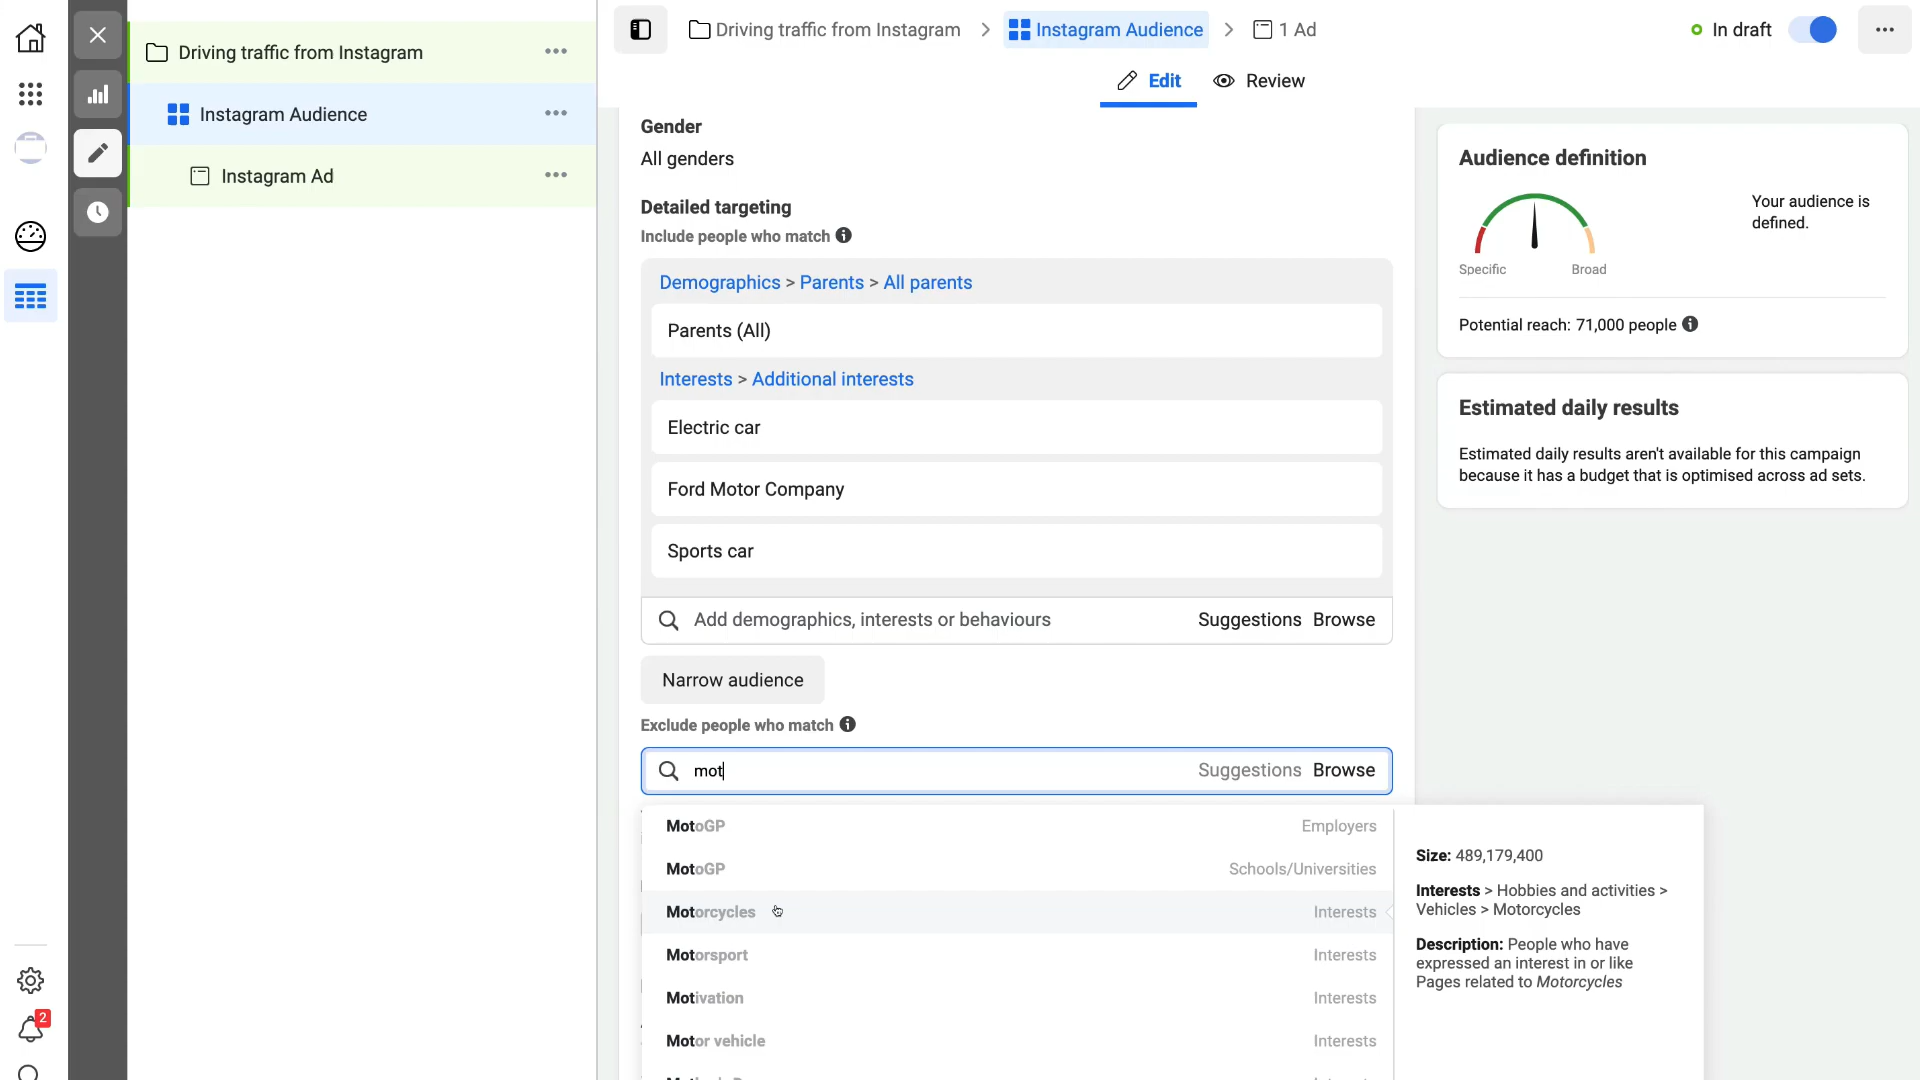 Driving traffic from Instagram
Instagram Audience
Instagram Ad
2
Driving traffic from Instagram
Instagram Audience
1 Ad
In draft
Edit
Review
Gender
All genders
Detailed targeting
Include people who match
Demographics > Parents > All parents
Parents (All)
Interests > Additional interests
Electric car
Ford Motor Company
Sports car
Add demographics, interests or behaviours
Suggestions Browse
Narrow audience
Exclude people who match
mot
Suggestions Browse
MotoGP Employers
MotoGP Schools/Universities
Motorcycles Interests
Motorsport Interests
Motivation Interests
Motor vehicle Interests
Size: 489,179,400
Interests > Hobbies and activities >
Vehicles > Motorcycles
Description: People who have
expressed an interest in or like
Pages related to Motorcycles
Audience definition
Specific
Broad
Your audience is
defined.
Potential reach: 71,000 people
Estimated daily results
Estimated daily results aren't available for this campaign
because it has a budget that is optimised across ad sets.